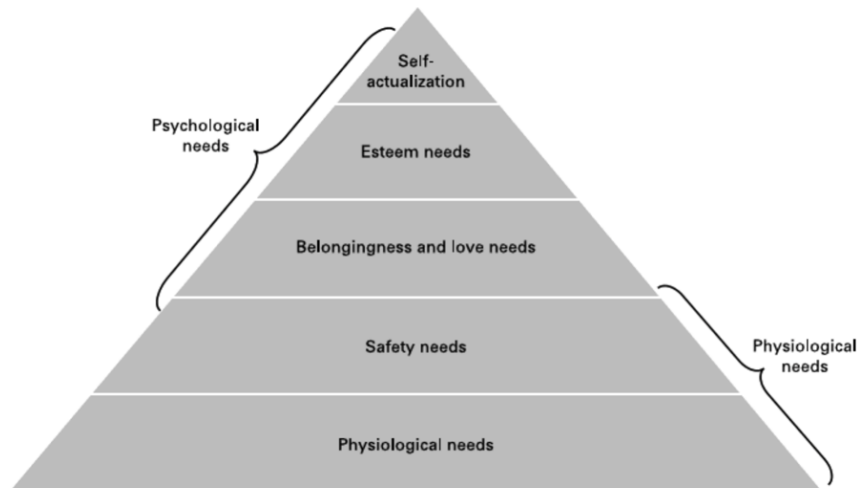 Self-
actualization
Psychological
needs
Esteem needs
Belongingness and love needs
Safety needs
Physiological
needs
Physiological needs